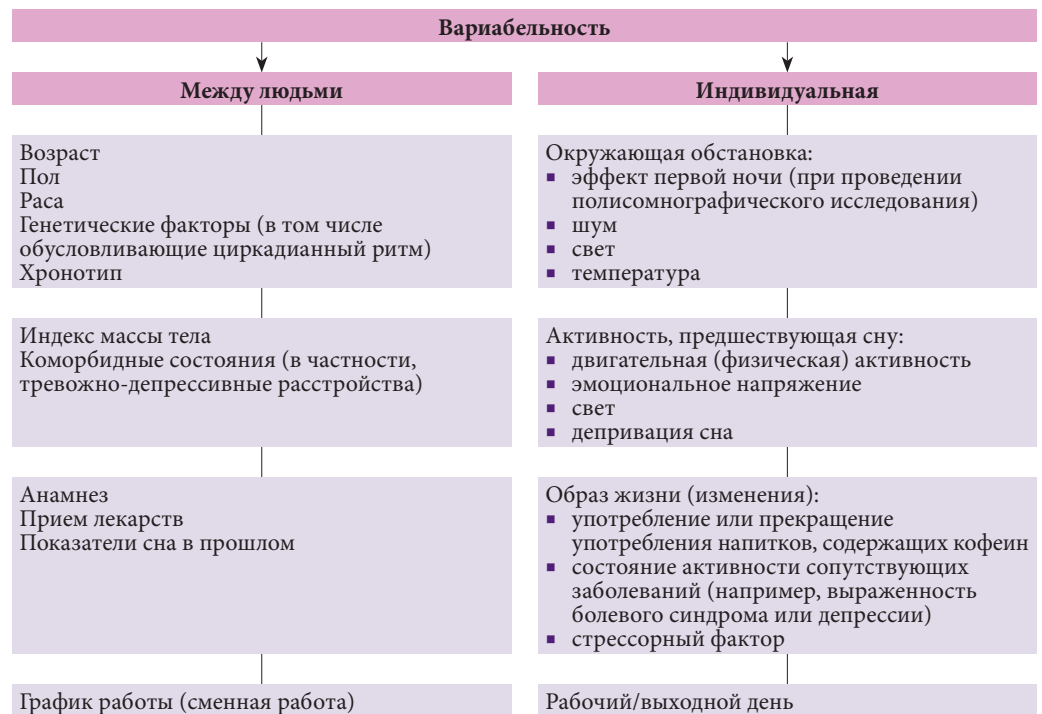 Вариабельность
Между людьми
Возраст
Пол
Раса
Генетические факторы (в том числе
обусловливающие циркадианный ритм)
Хронотип
Индекс массы тела
Коморбидные состояния (в частности,
тревожно-депрессивные расстройства)
Анамнез
Прием лекарств
Показатели сна в прошлом
График работы (сменная работа)
Индивидуальная
Окружающая обстановка:
▪ эффект первой ночи (при проведении
полисомнографического исследования)
▪ шум
▪ свет
▪ температура
Активность, предшествующая сну:
▪ двигательная (физическая) активность
▪ эмоциональное напряжение
▪ свет
▪ депривация сна
Образ жизни (изменения):
▪ употребление или прекращение
употребления напитков, содержащих кофеин
▪ состояние активности сопутствующих
заболеваний (например, выраженность
болевого синдрома или депрессии)
▪ стрессорный фактор
Рабочий/выходной день